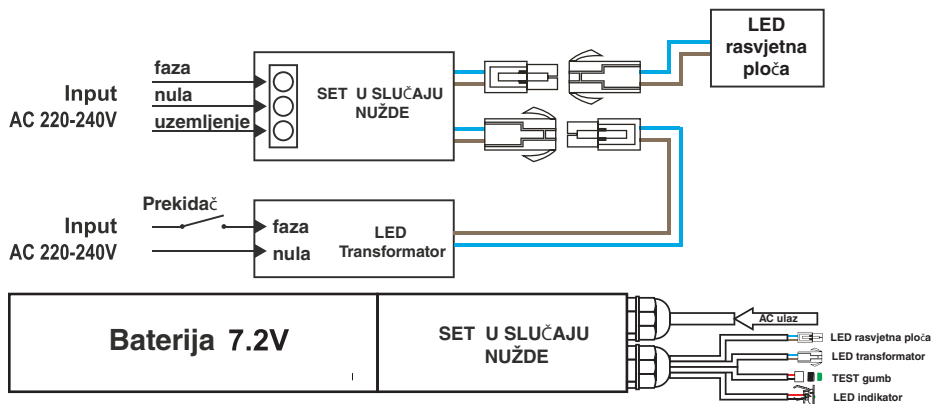 LED
rasvjetna
ploča
faza
Input
nula
AC 220-240V
uzemljenje
SET U SLUČAJU
NUŽDE
Prekidač
Input
AC 220-240V
faza
nula
LED
Transformator
Baterija 7.2V
SET U SLUČAJU
NUŽDE
AC ulaz
LED rasvjetna ploča
LED transformator
TEST gumb
LED indikator